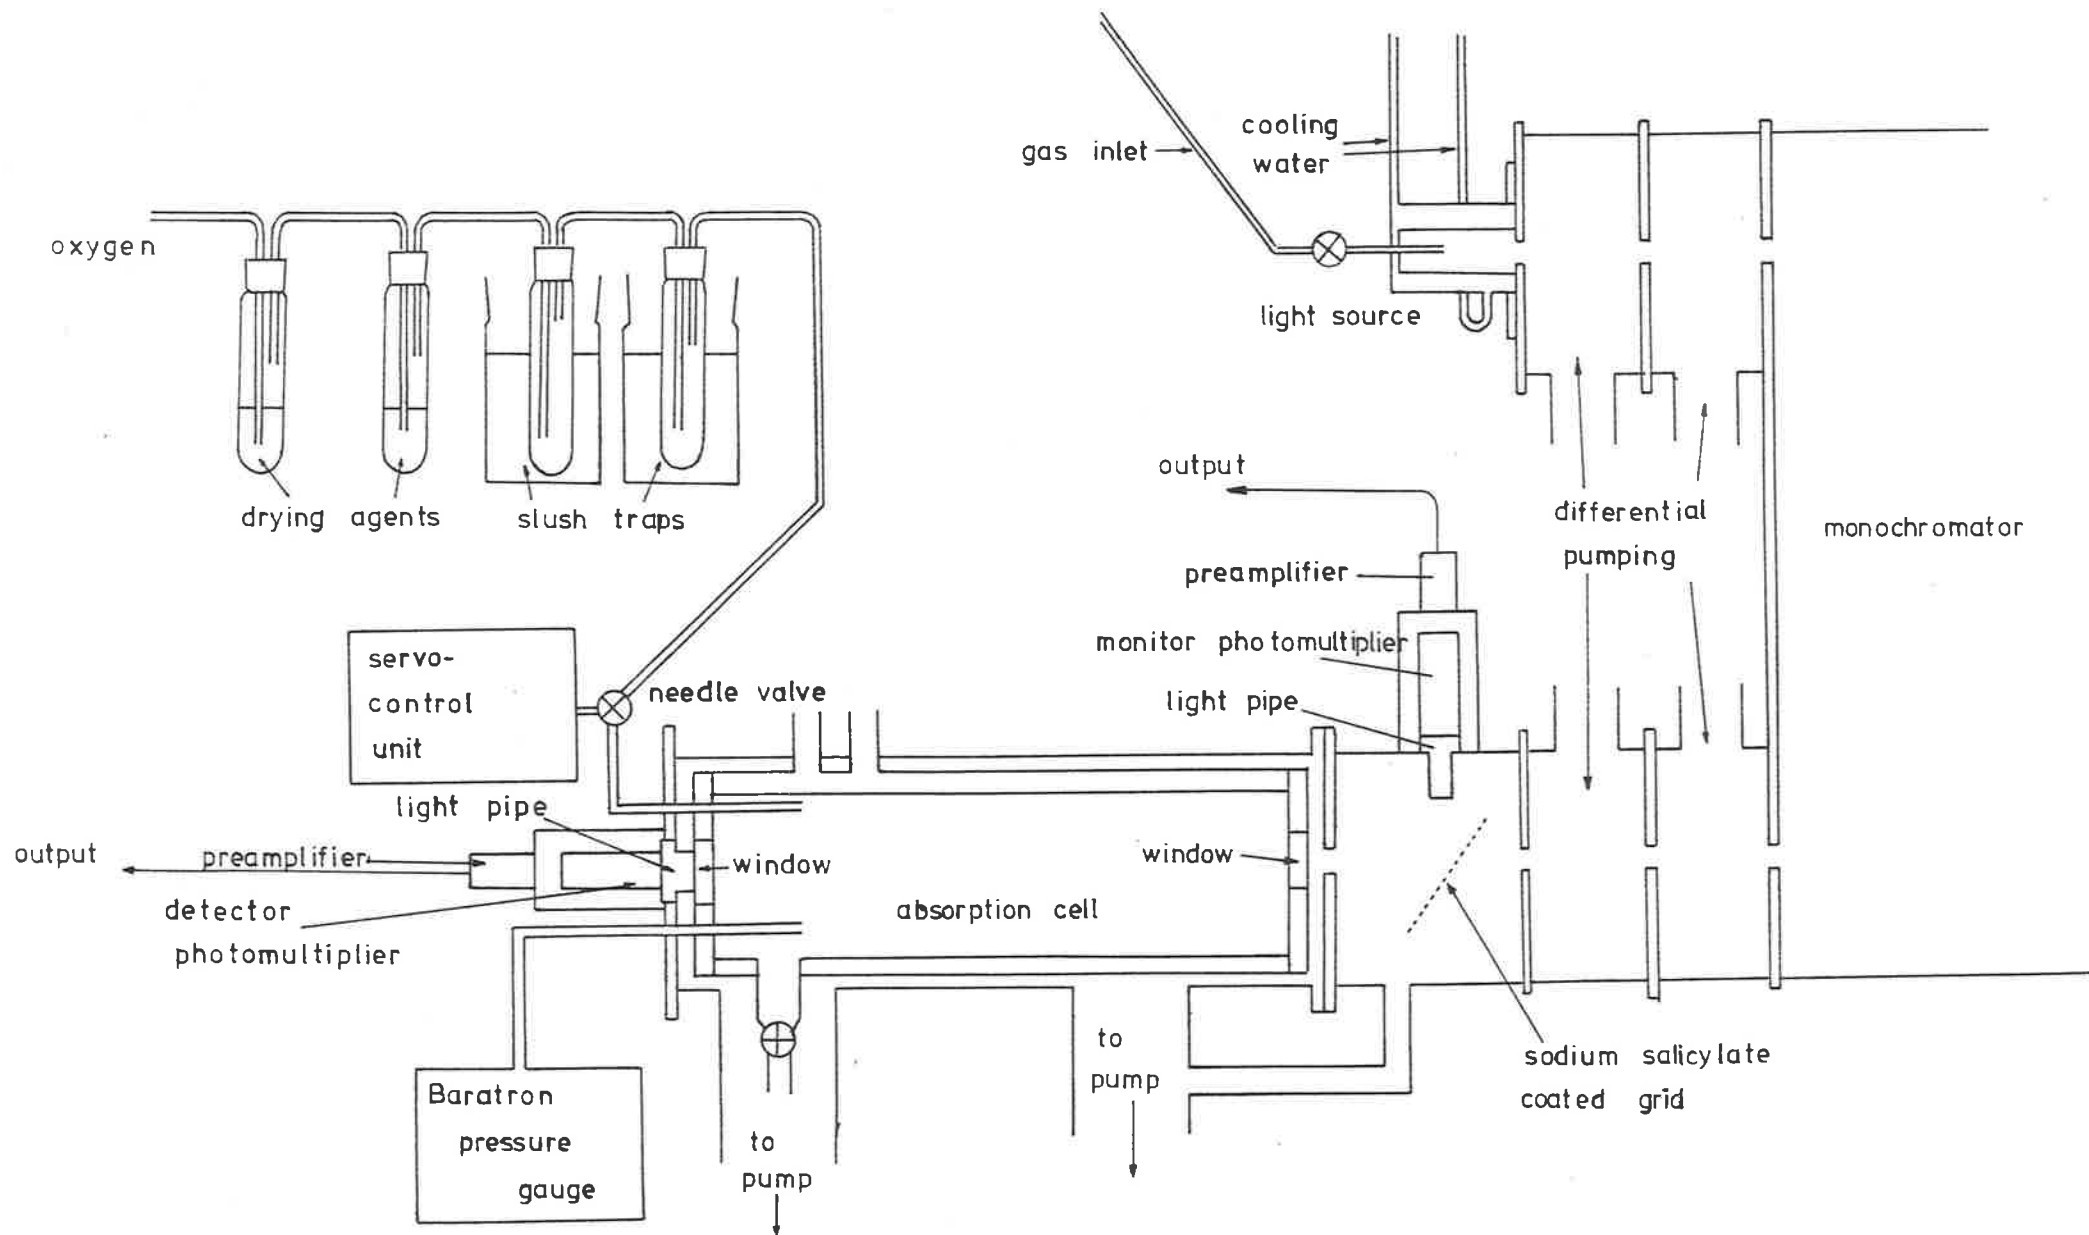 cooling
water
gas inlet
oxygen
light source
output
drying agents
slush traps
differential
pumping
monochromator
preamplifier
monitor photomultiplier
light pipe
servo-
control
unit
needle valve
light pipe
output
preamplifier
window
window
detector
photomultiplier
absorption cell
to
pump
sodium salicylate
coated grid
Baratron
pressure
gauge
to
pump